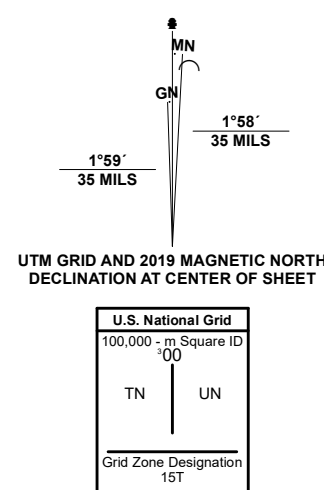 MN
GN
1°58´
35 MILS
1°59´
35 MILS
UTM GRID AND 2019 MAGNETIC NORTH
DECLINATION AT CENTER OF SHEET
U.S. National Grid
100,000 - m Square ID
³00
TN UN
Grid Zone Designation
15T